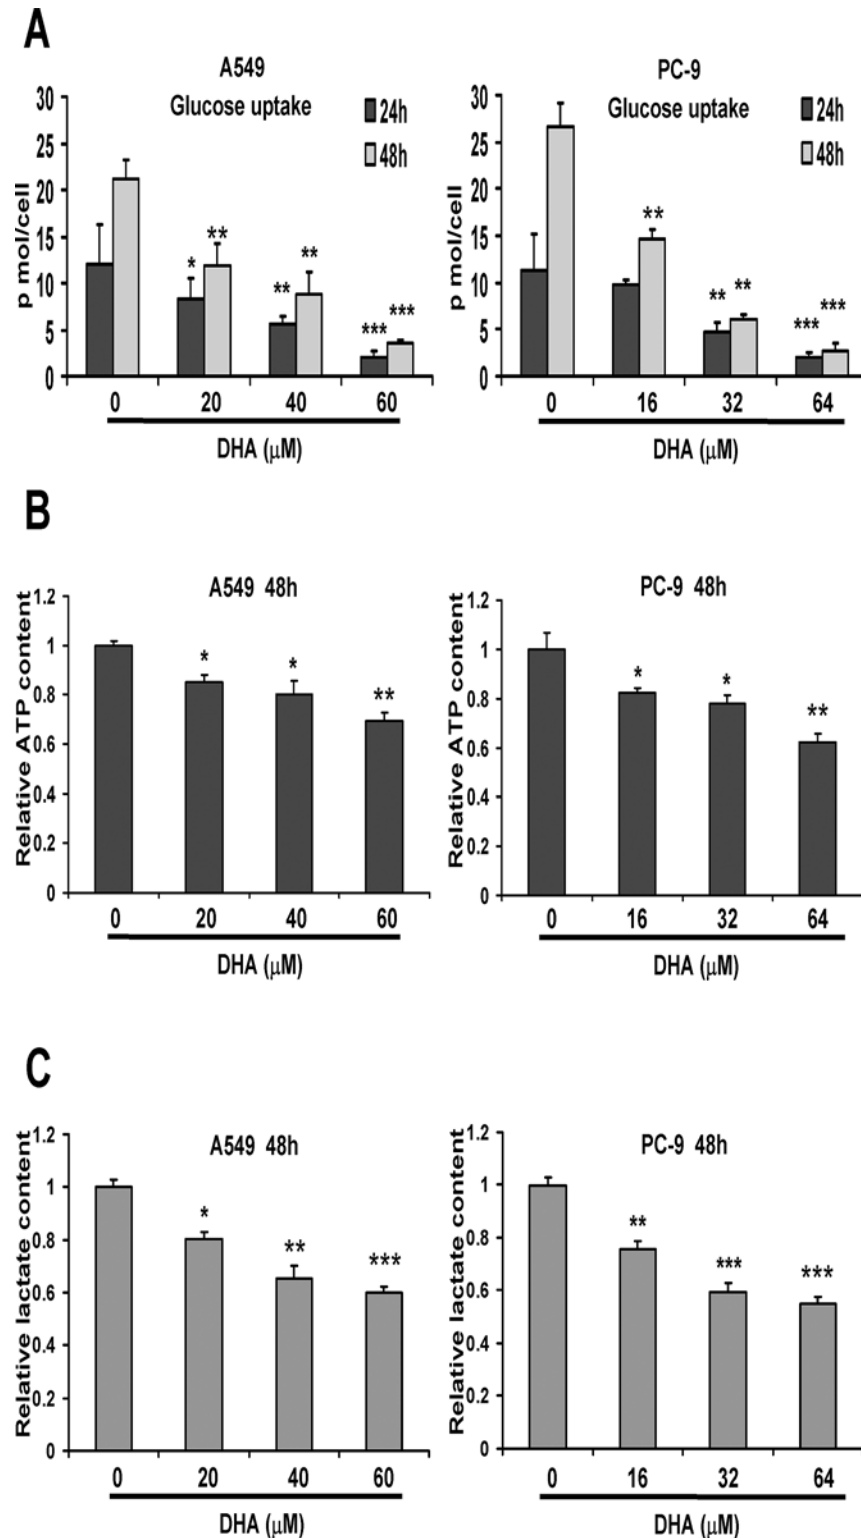 A
A549
Glucose uptake
24h
48h
p mol/cell
30
25
20
15
10
5
0
*
**
**
**
***
***
0 20 40 60
DHA (μM)
PC-9
Glucose uptake
24h
48h
30
25
20
15
10
5
0
**
**
**
***
***
0 16 32 64
DHA (μM)
B
A549 48h
Relative ATP content
1.2
1
0.8
0.6
0.4
0.2
0
*
*
**
0 20 40 60
DHA (μM)
PC-9 48h
Relative ATP content
1.2
1
0.8
0.6
0.4
0.2
0
*
*
**
0 16 32 64
DHA (μM)
C
A549 48h
Relative lactate content
1.2
1
0.8
0.6
0.4
0.2
0
*
**
***
0 20 40 60
DHA (μM)
PC-9 48h
Relative lactate content
1.2
1
0.8
0.6
0.4
0.2
0
**
***
***
0 16 32 64
DHA (μM)